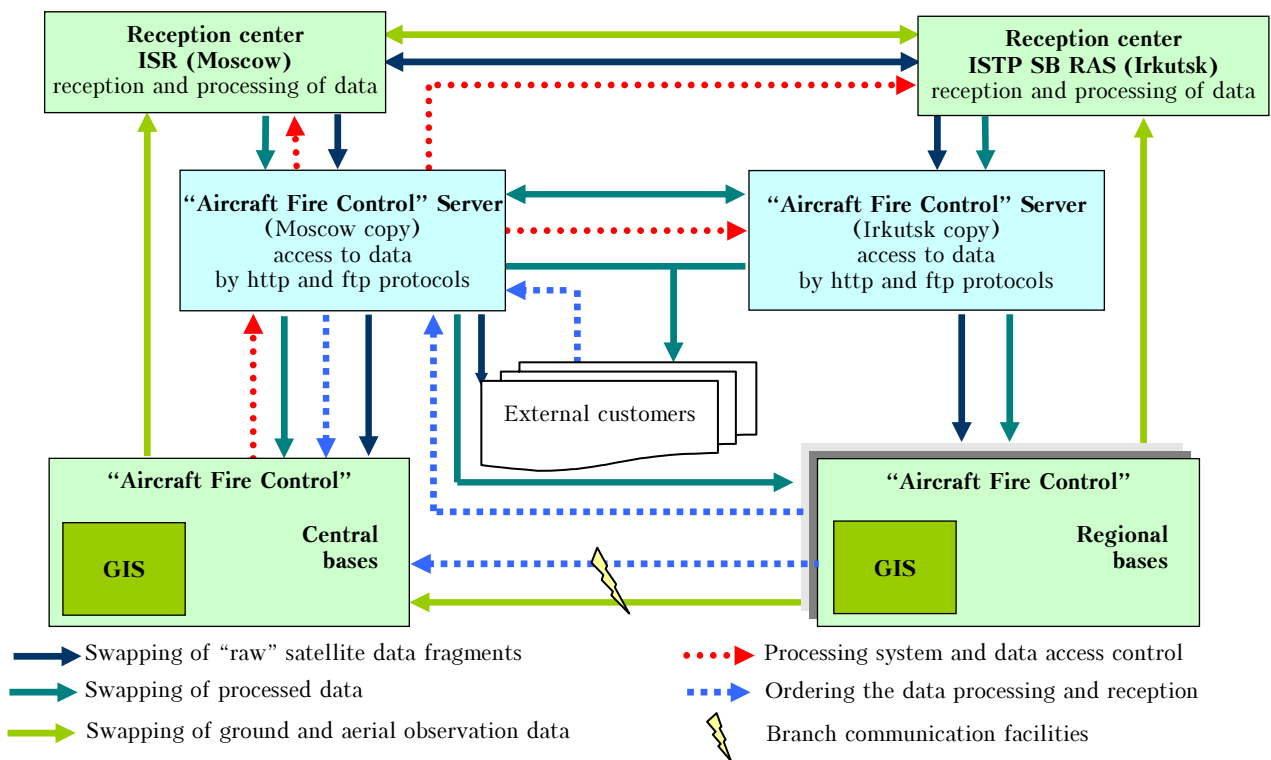 Reception center
ISR (Moscow)
reception and processing of data
Reception center
ISTP SB RAS (Irkutsk)
reception and processing of data
“Aircraft Fire Control” Server
(Moscow copy)
access to data
by http and ftp protocols
“Aircraft Fire Control” Server
(Irkutsk copy)
access to data
by http and ftp protocols
External customers
“Aircraft Fire Control”
Central
bases
GIS
“Aircraft Fire Control”
Regional
bases
GIS
Swapping of “raw” satellite data fragments
Swapping of processed data
Swapping of ground and aerial observation data
Processing system and data access control
Ordering the data processing and reception
Branch communication facilities